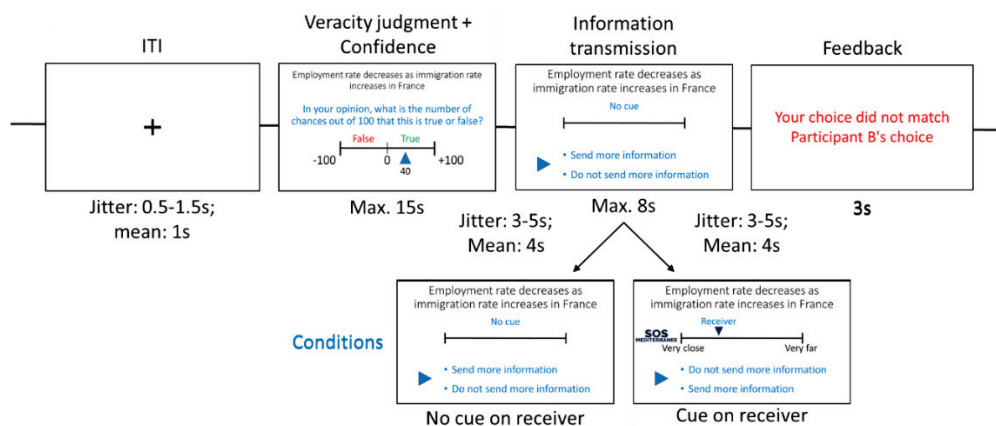 ITI
+
Jitter: 0.5-1.5s;
mean: 1s
Veracity judgment +
Confidence
Employment rate decreases as immigration rate
increases in France
In your opinion, what is the number of
chances out of 100 that this is true or false?
False
True
-100
0
+100
40
Max. 15s
Jitter: 3-5s;
Mean: 4s
Information
transmission
Employment rate decreases as
immigration rate increases in France
No cue
• Send more information
• Do not send more information
Max. 8s
Jitter: 3-5s;
Mean: 4s
Feedback
Your choice did not match
Participant B's choice
3s
Conditions
Employment rate decreases as
immigration rate increases in France
No cue
• Send more information
• Do not send more information
No cue on receiver
Employment rate decreases as
immigration rate increases in France
Receiver
SOS
MEDITERRANEE
Very close
Very far
• Do not send more information
• Send more information
Cue on receiver